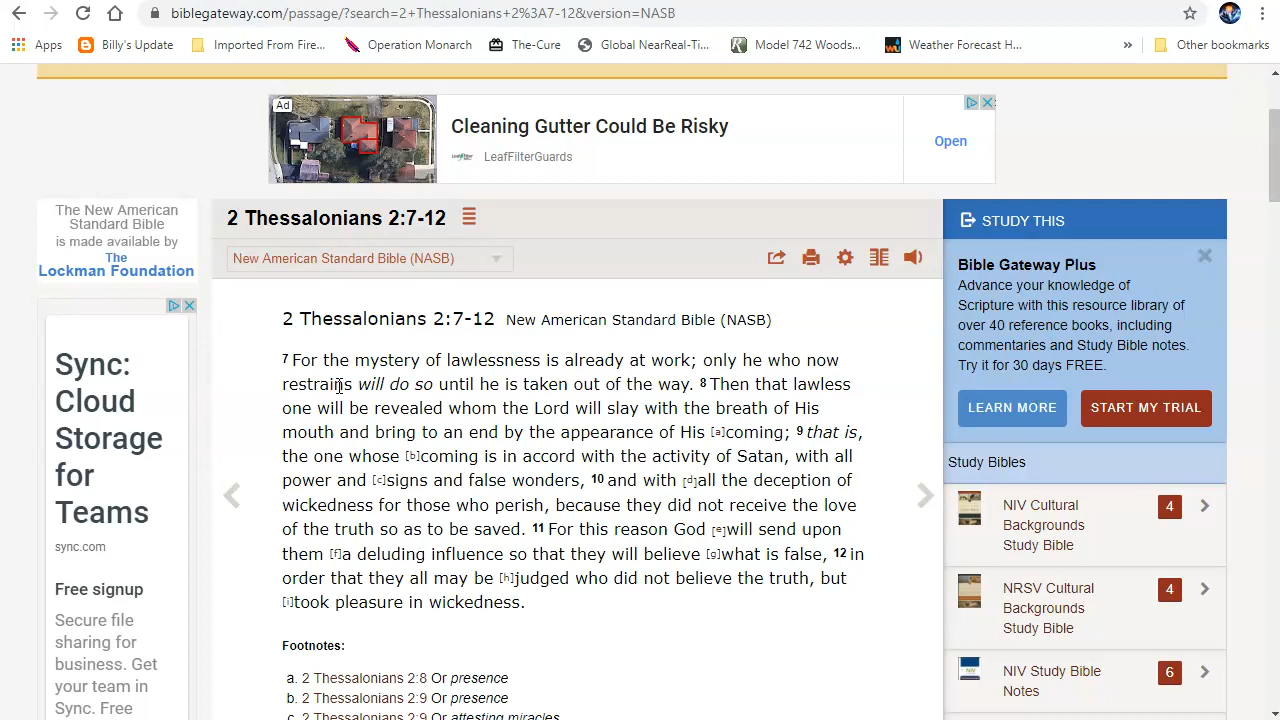 biblegateway.com/passage/?search=2+Thessalonians+2%3A7-12&version=NASB
Apps Billy's Update Imported From Fire... Operation Monarch The-Cure Global NearReal-Ti... Motel 742 Woods... Weather Forecast H... » Other bookmarks
Ad
Cleaning Gutter Could Be Risky
LeafFilterGuards
Open
The New American
Standard Bible
is made available by
The
Lockman Foundation
Sync:
Cloud
Storage
for
Teams
sync.com
Free signup
Secure file
sharing for
business. Get
your team in
Sync. Free
2 Thessalonians 2:7-12
New American Standard Bible (NASB)
2 Thessalonians 2:7-12 New American Standard Bible (NASB)
7 For the mystery of lawlessness is already at work; only he who now
restrains will do so until he is taken out of the way. 8 Then that lawless
one will be revealed whom the Lord will slay with the breath of His
mouth and bring to an end by the appearance of His [a]coming; 9 that is,
the one whose [b]coming is in accord with the activity of Satan, with all
power and [c]signs and false wonders, 10 and with [d]all the deception of
wickedness for those who perish, because they did not receive the love
of the truth so as to be saved. 11 For this reason God [e]will send upon
them [f]a deluding influence so that they will believe [g]what is false, 12 in
order that they all may be [h]judged who did not believe the truth, but
[i]took pleasure in wickedness.
Footnotes:
a. 2 Thessalonians 2:8 Or presence
b. 2 Thessalonians 2:9 Or presence
c. 2 Thessalonians 2:9 Or attesting miracles
STUDY THIS
Bible Gateway Plus
Advance your knowledge of
Scripture with this resource library of
over 40 reference books, including
commentaries and Study Bible notes.
Try it for 30 days FREE.
LEARN MORE START MY TRIAL
Study Bibles
NIV Cultural
Backgrounds
Study Bible
4
NRSV Cultural
Backgrounds
Study Bible
4
NIV Study Bible
Notes
6